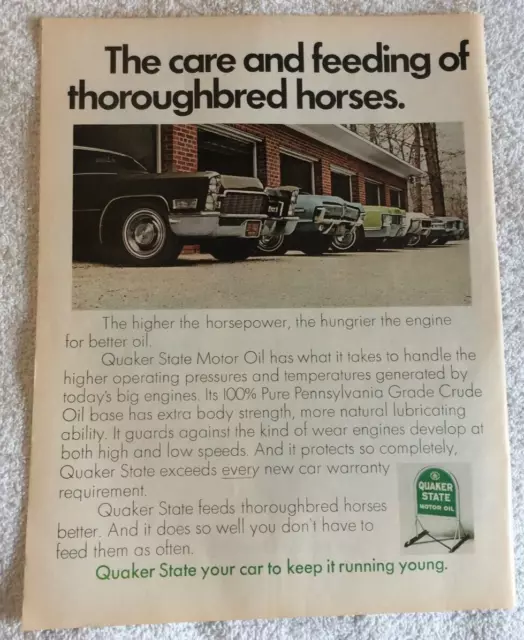 The care and feeding of
thoroughbred horses.
The higher the horsepower, the hungrier the engine
for better oil.
Quaker State Motor Oil has what it takes to handle the
higher operating pressures and temperatures generated by
today's big engines. Its 100% Pure Pennsylvania Grade Crude
Oil base has extra body strength, more natural lubricating
ability. It guards against the kind of wear engines develop at
both high and low speeds. And it protects so completely,
Quaker State exceeds every new car warranty
requirement.
Quaker State feeds thoroughbred horses
better. And it does so well you don't have to
feed them as often.
QUAKER
STATE
MOTOR OIL
Quaker State your car to keep it running young.